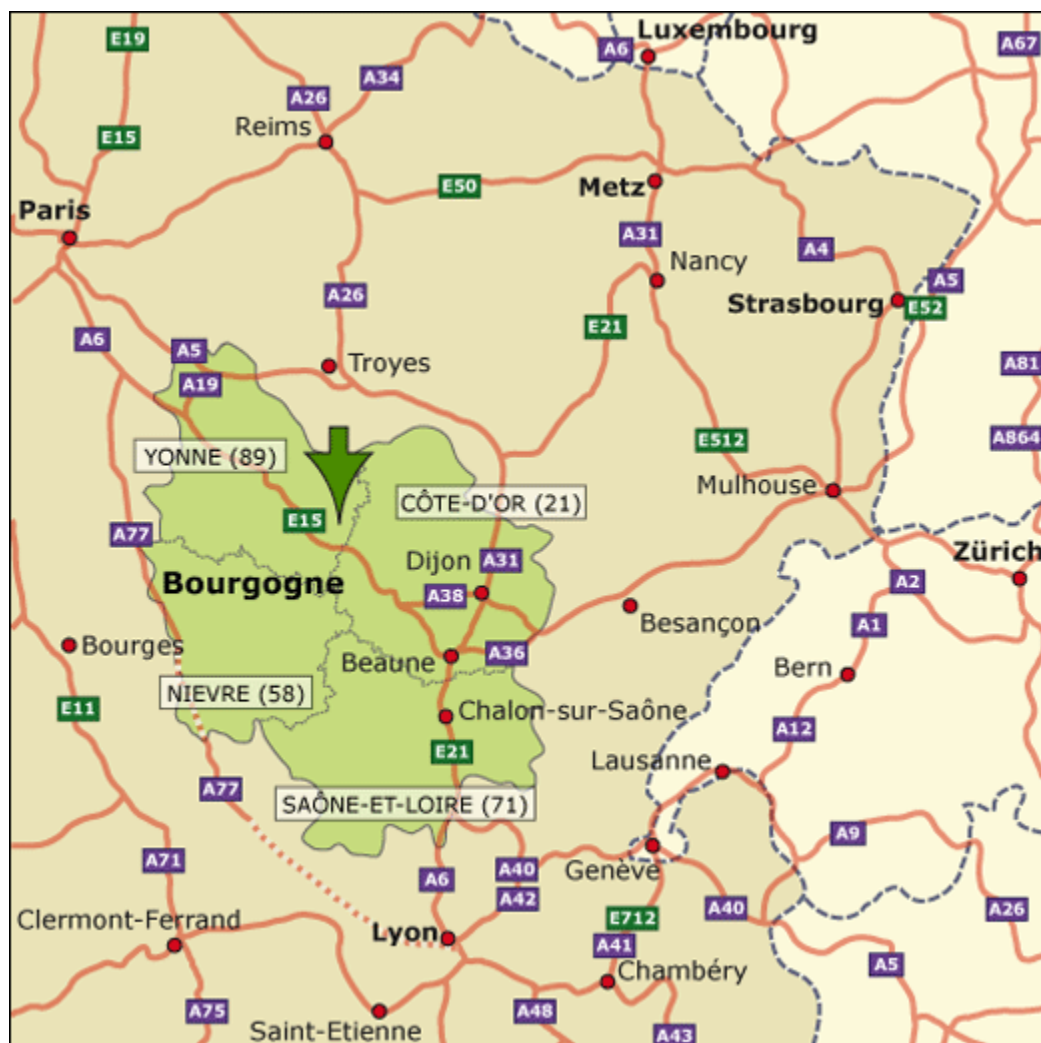 E19
Luxembourg
A6
A67
A34
A26
Reims
E15
E50
Metz
Paris
A31
A4
Nancy
A5
A26
Strasbourg
E52
E21
A6
A5
Troyes
A81
A19
A864
E512
YONNE (89)
Mulhouse
CÔTE-D'OR (21)
E15
A77
Zürich
Dijon
A31
Bourgogne
A2
A38
Besançon
A1
Bourges
Beaune
A36
Bern
NIEVRE (58)
E11
Chalon-sur-Saône
A12
E21
Lausanne
A77
SAÔNE-ET-LOIRE (71)
A9
Genève
A71
A40
A6
A42
A40
E712
A26
Clermont-Ferrand
Lyon
A41
A5
Chambéry
A75
Saint-Etienne
A48
A43